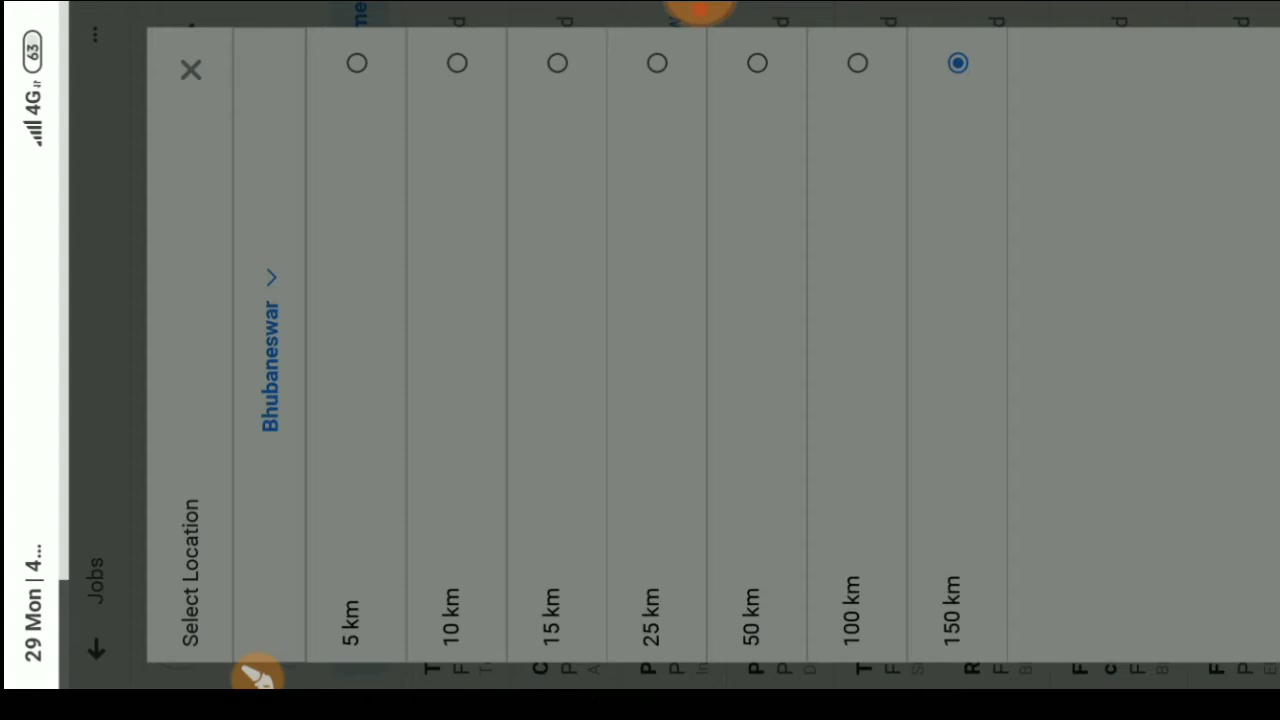 29 Mon | 4...
4G
63
Jobs
Select Location
Bhubaneswar
5 km
10 km
15 km
25 km
50 km
100 km
150 km